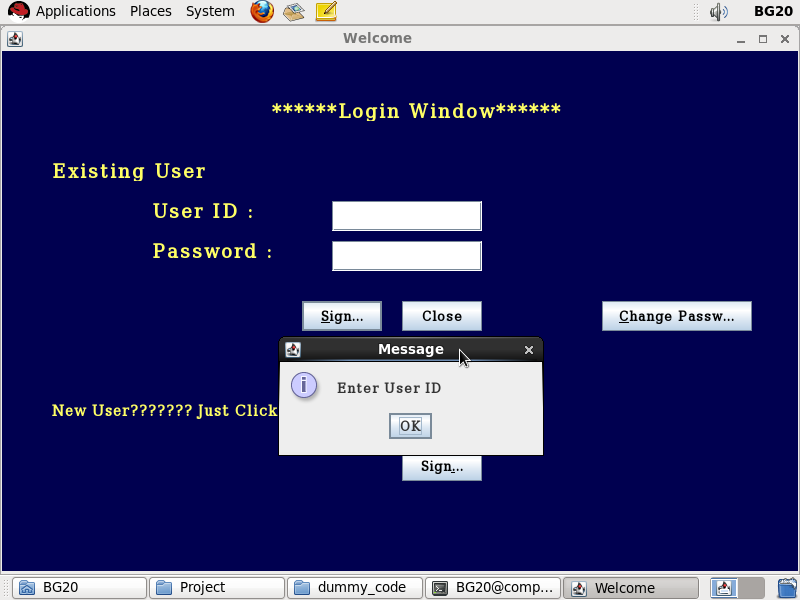 Applications Places System BG20
Welcome
******Login Window******
Existing User
User ID :
Password :
Sign... Close Change Passw...
Message
Enter User ID
OK
New User??????? Just Click
Sign...
BG20 Project dummy_code BG20@comp... Welcome